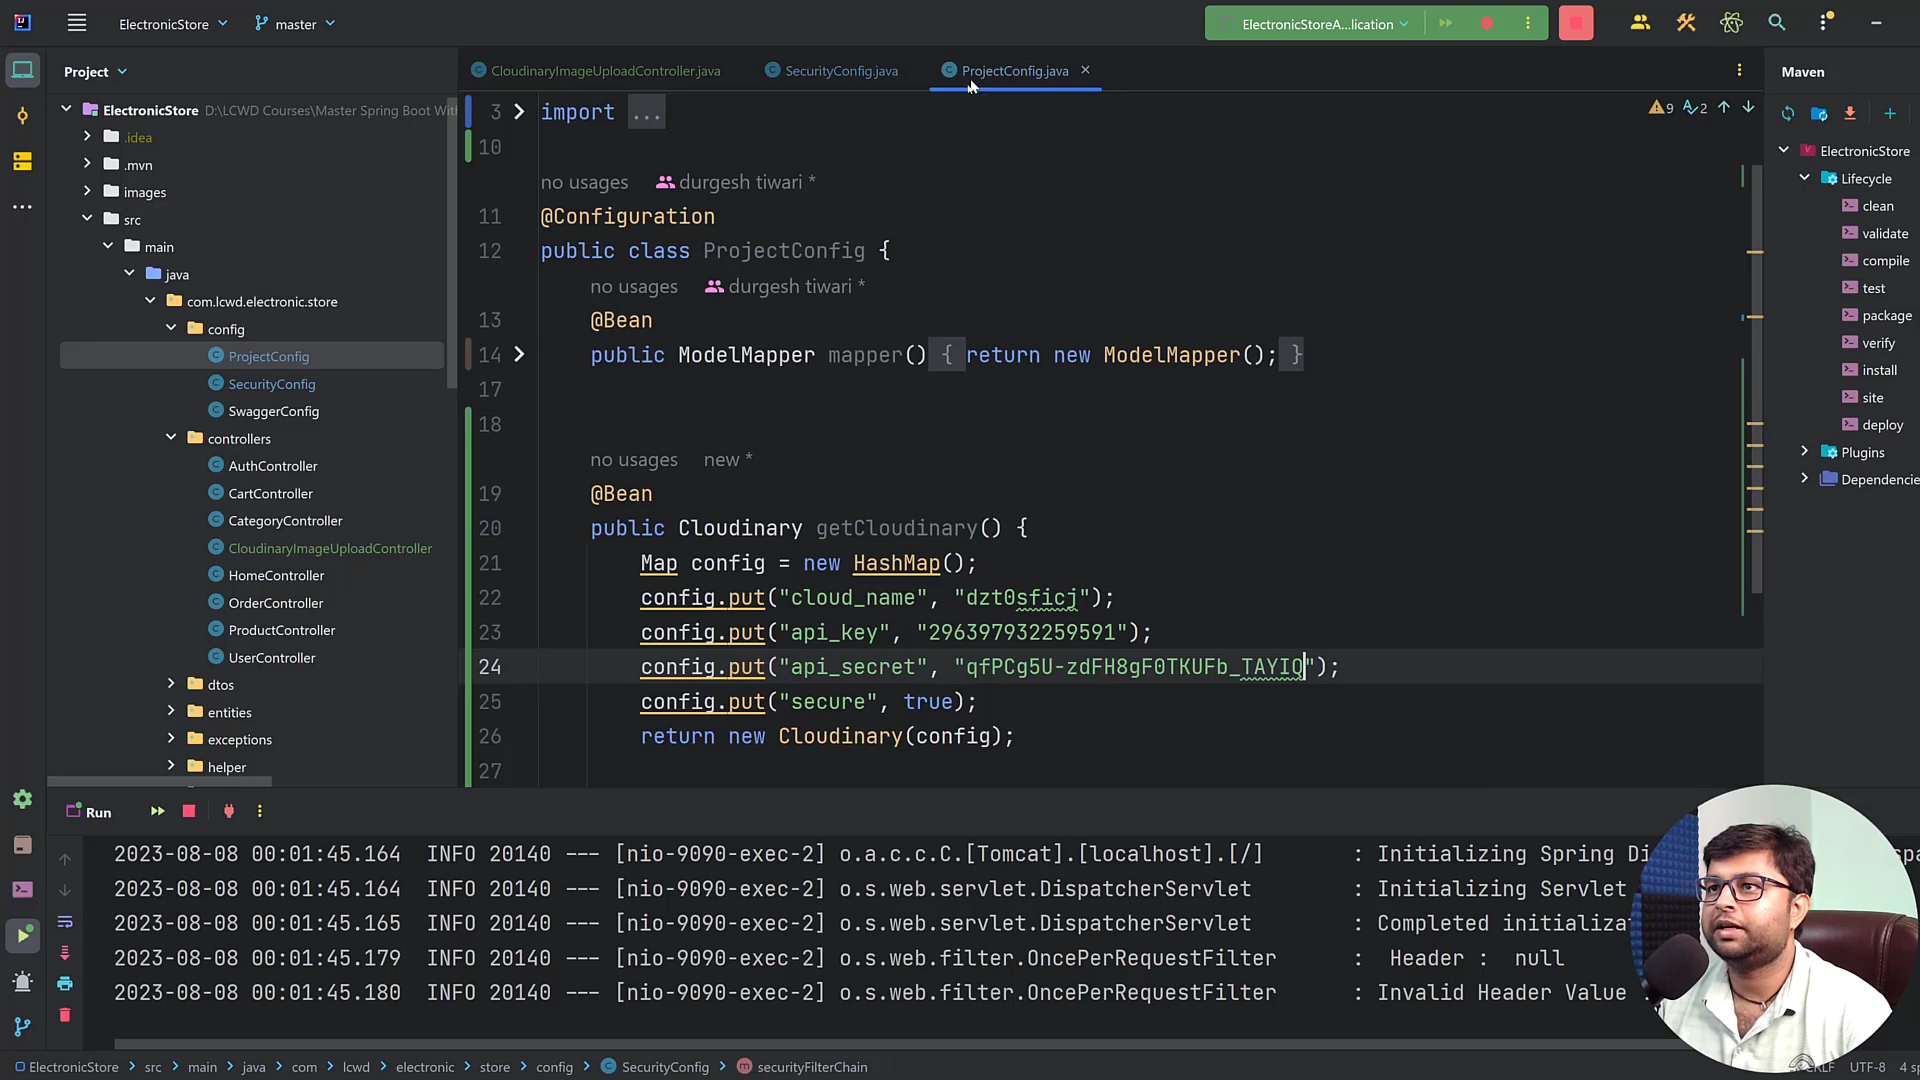 ElectronicStore
master
ElectronicStoreA...lication
Project
CloudinaryImageUploadController.java
SecurityConfig.java
ProjectConfig.java
Maven
ElectronicStore D:\LCWD Courses\Master Spring Boot Wit
.idea
.mvn
images
src
main
java
com.lcwd.electronic.store
config
ProjectConfig
SecurityConfig
SwaggerConfig
controllers
AuthController
CartController
CategoryController
CloudinaryImageUploadController
HomeController
OrderController
ProductController
UserController
dtos
entities
exceptions
helper
3 import ...
9 2
10
no usages durgesh tiwari *
11 @Configuration
12 public class ProjectConfig {
no usages durgesh tiwari *
13 @Bean
14 public ModelMapper mapper() { return new ModelMapper(); }
17
18
no usages new *
19 @Bean
20 public Cloudinary getCloudinary() {
21 Map config = new HashMap();
22 config.put("cloud_name", "dzt0sficj");
23 config.put("api_key", "296397932259591");
24 config.put("api_secret", "qfPCg5U-zdFH8gF0TKUFb_TAYIQ");
25 config.put("secure", true);
26 return new Cloudinary(config);
27
ElectronicStore
Lifecycle
clean
validate
compile
test
package
verify
install
site
deploy
Plugins
Dependencie
Run
2023-08-08 00:01:45.164 INFO 20140 --- [nio-9090-exec-2] o.a.c.c.C.[Tomcat].[localhost].[/] : Initializing Spring Di
2023-08-08 00:01:45.164 INFO 20140 --- [nio-9090-exec-2] o.s.web.servlet.DispatcherServlet : Initializing Servlet
2023-08-08 00:01:45.165 INFO 20140 --- [nio-9090-exec-2] o.s.web.servlet.DispatcherServlet : Completed initializa
2023-08-08 00:01:45.179 INFO 20140 --- [nio-9090-exec-2] o.s.web.filter.OncePerRequestFilter : Header : null
2023-08-08 00:01:45.180 INFO 20140 --- [nio-9090-exec-2] o.s.web.filter.OncePerRequestFilter : Invalid Header Value
ElectronicStore > src > main > java > com > lcwd > electronic > store > config > SecurityConfig > securityFilterChain
UTF-8 4 sp